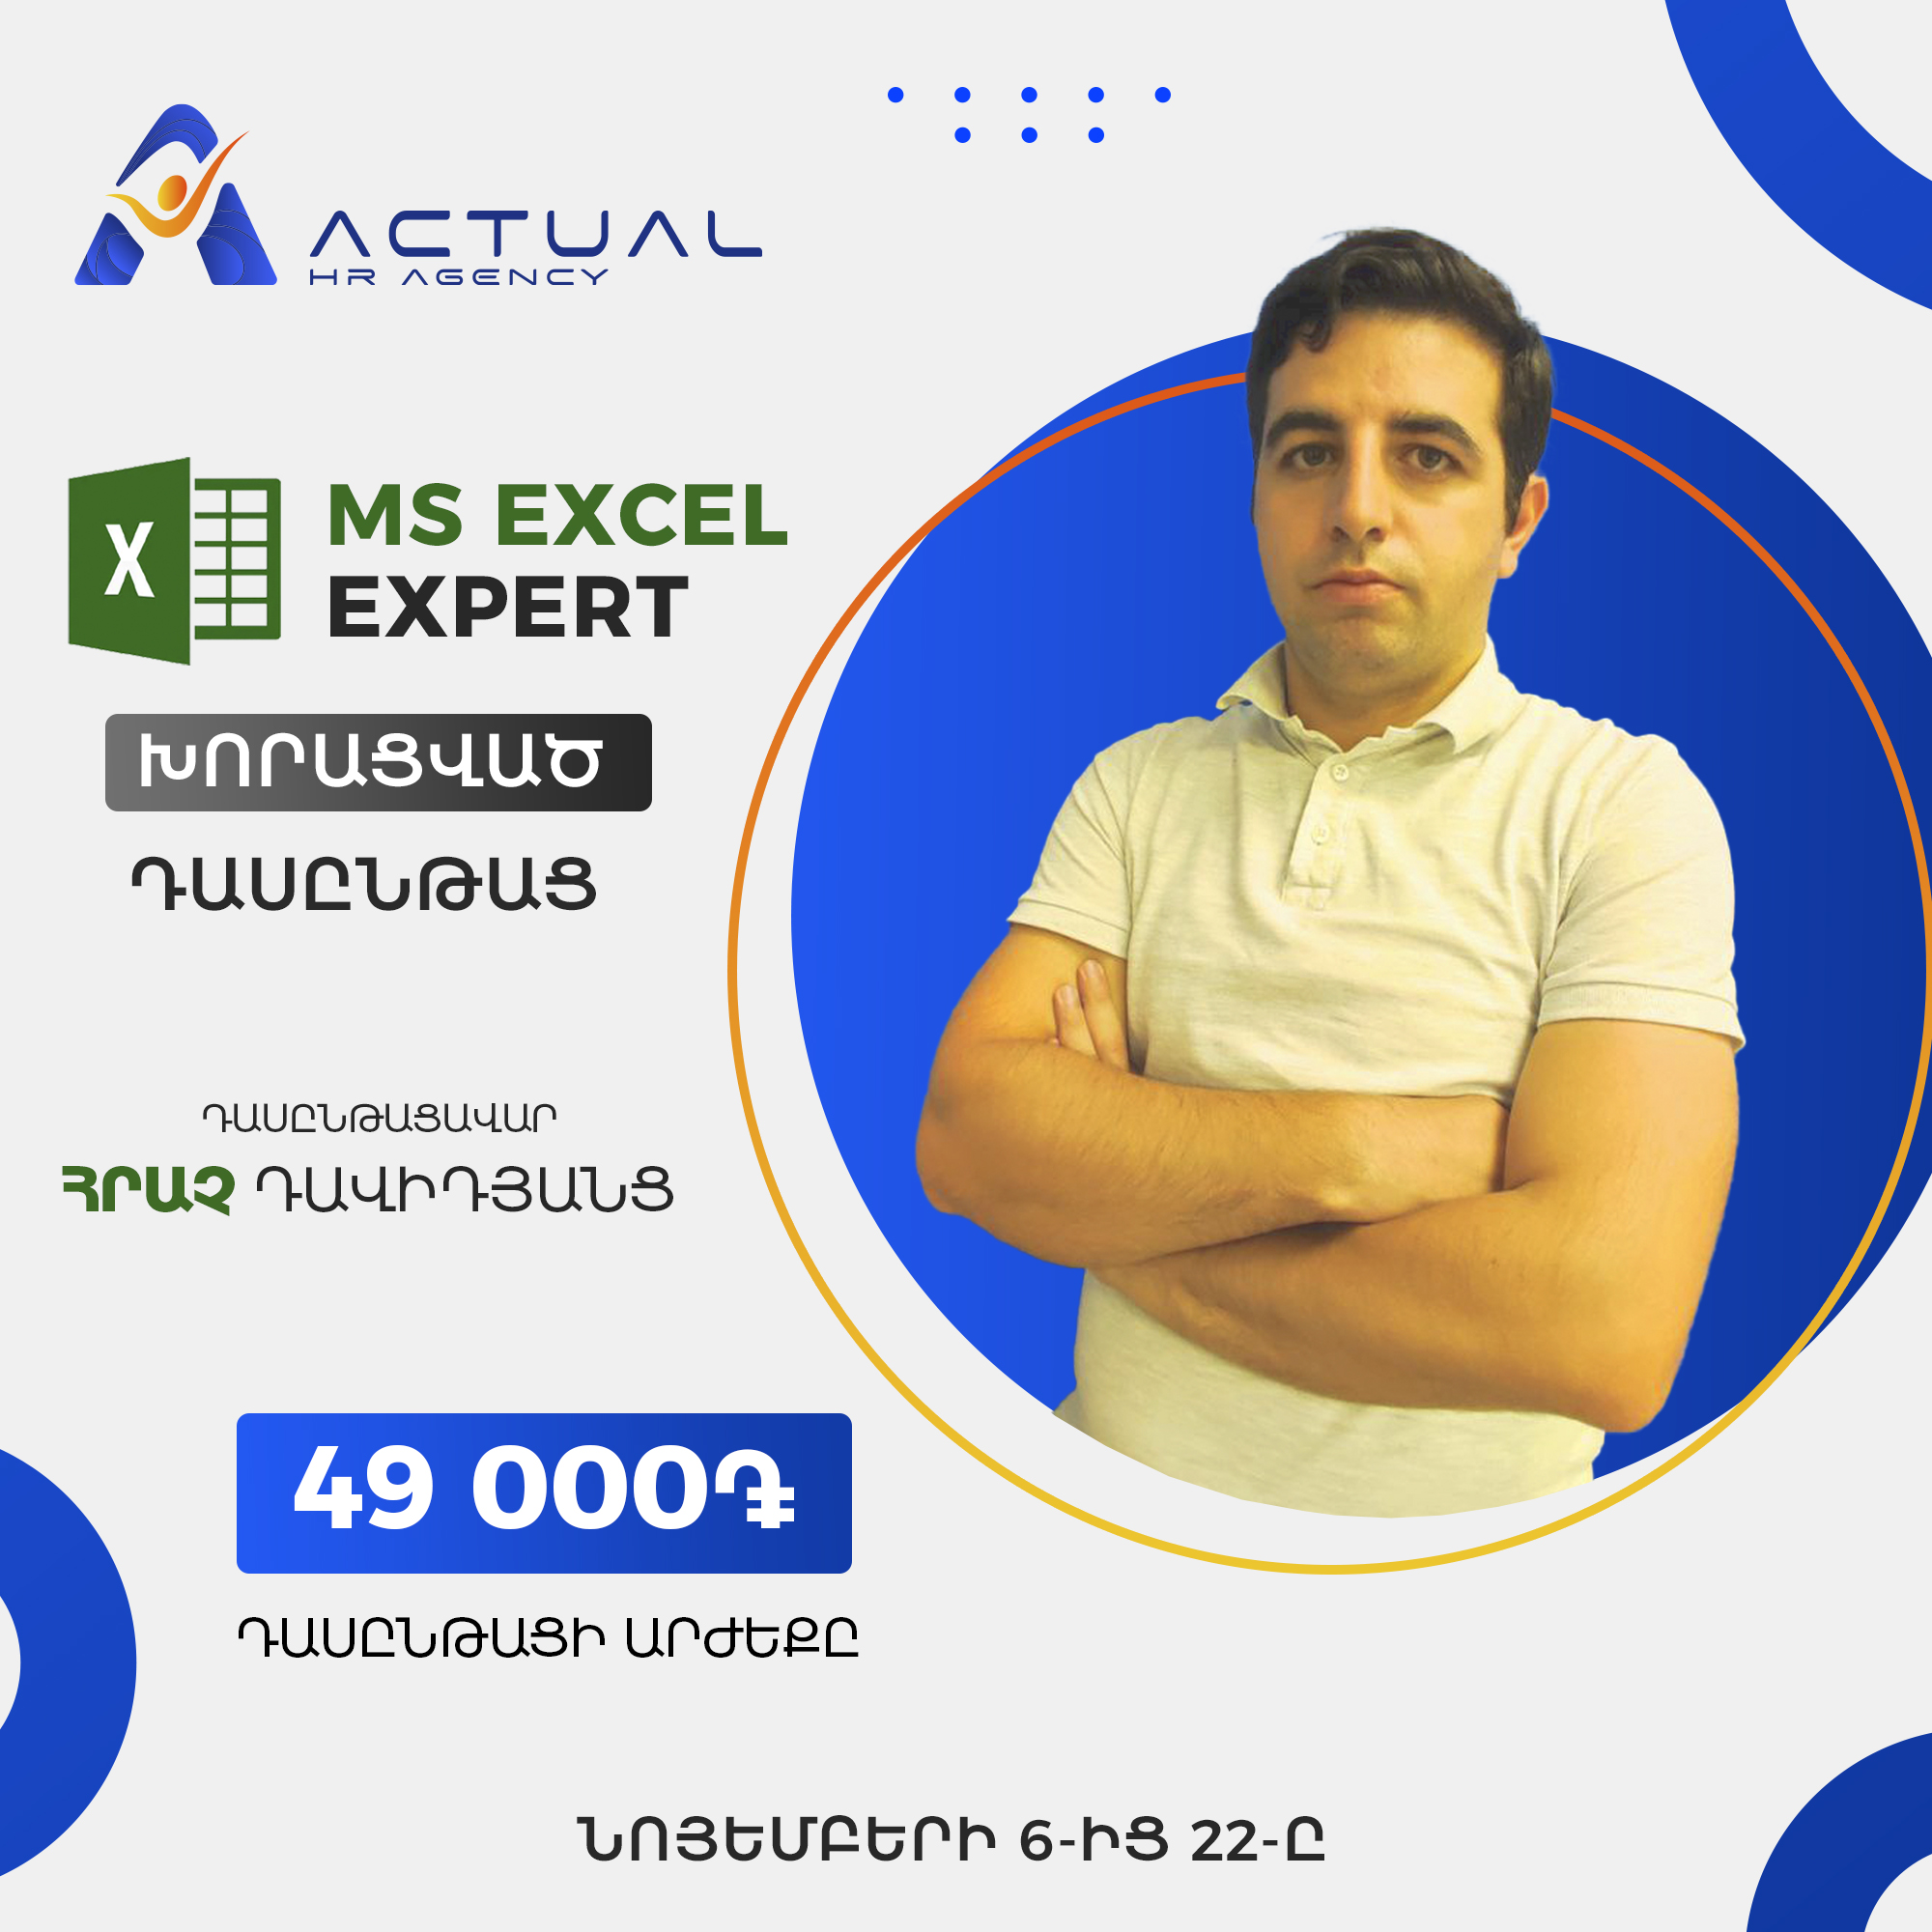 ACTUAL
HR AGENCY
MS EXCEL
EXPERT
ԽՈՐԱՑՎԱԾ
ԴԱՍԸՆԹԱՑ
ԴԱՍԸՆԹԱՑԱՎԱՐ
ՀՐԱՉ ԴԱՎԻԴՅԱՆՑ
49 000֏
ԴԱՍԸՆԹԱՑԻ ԱՐԺԵՔԸ
ՆՈՅԵՄԲԵՐԻ 6-ԻՑ 22-Ը